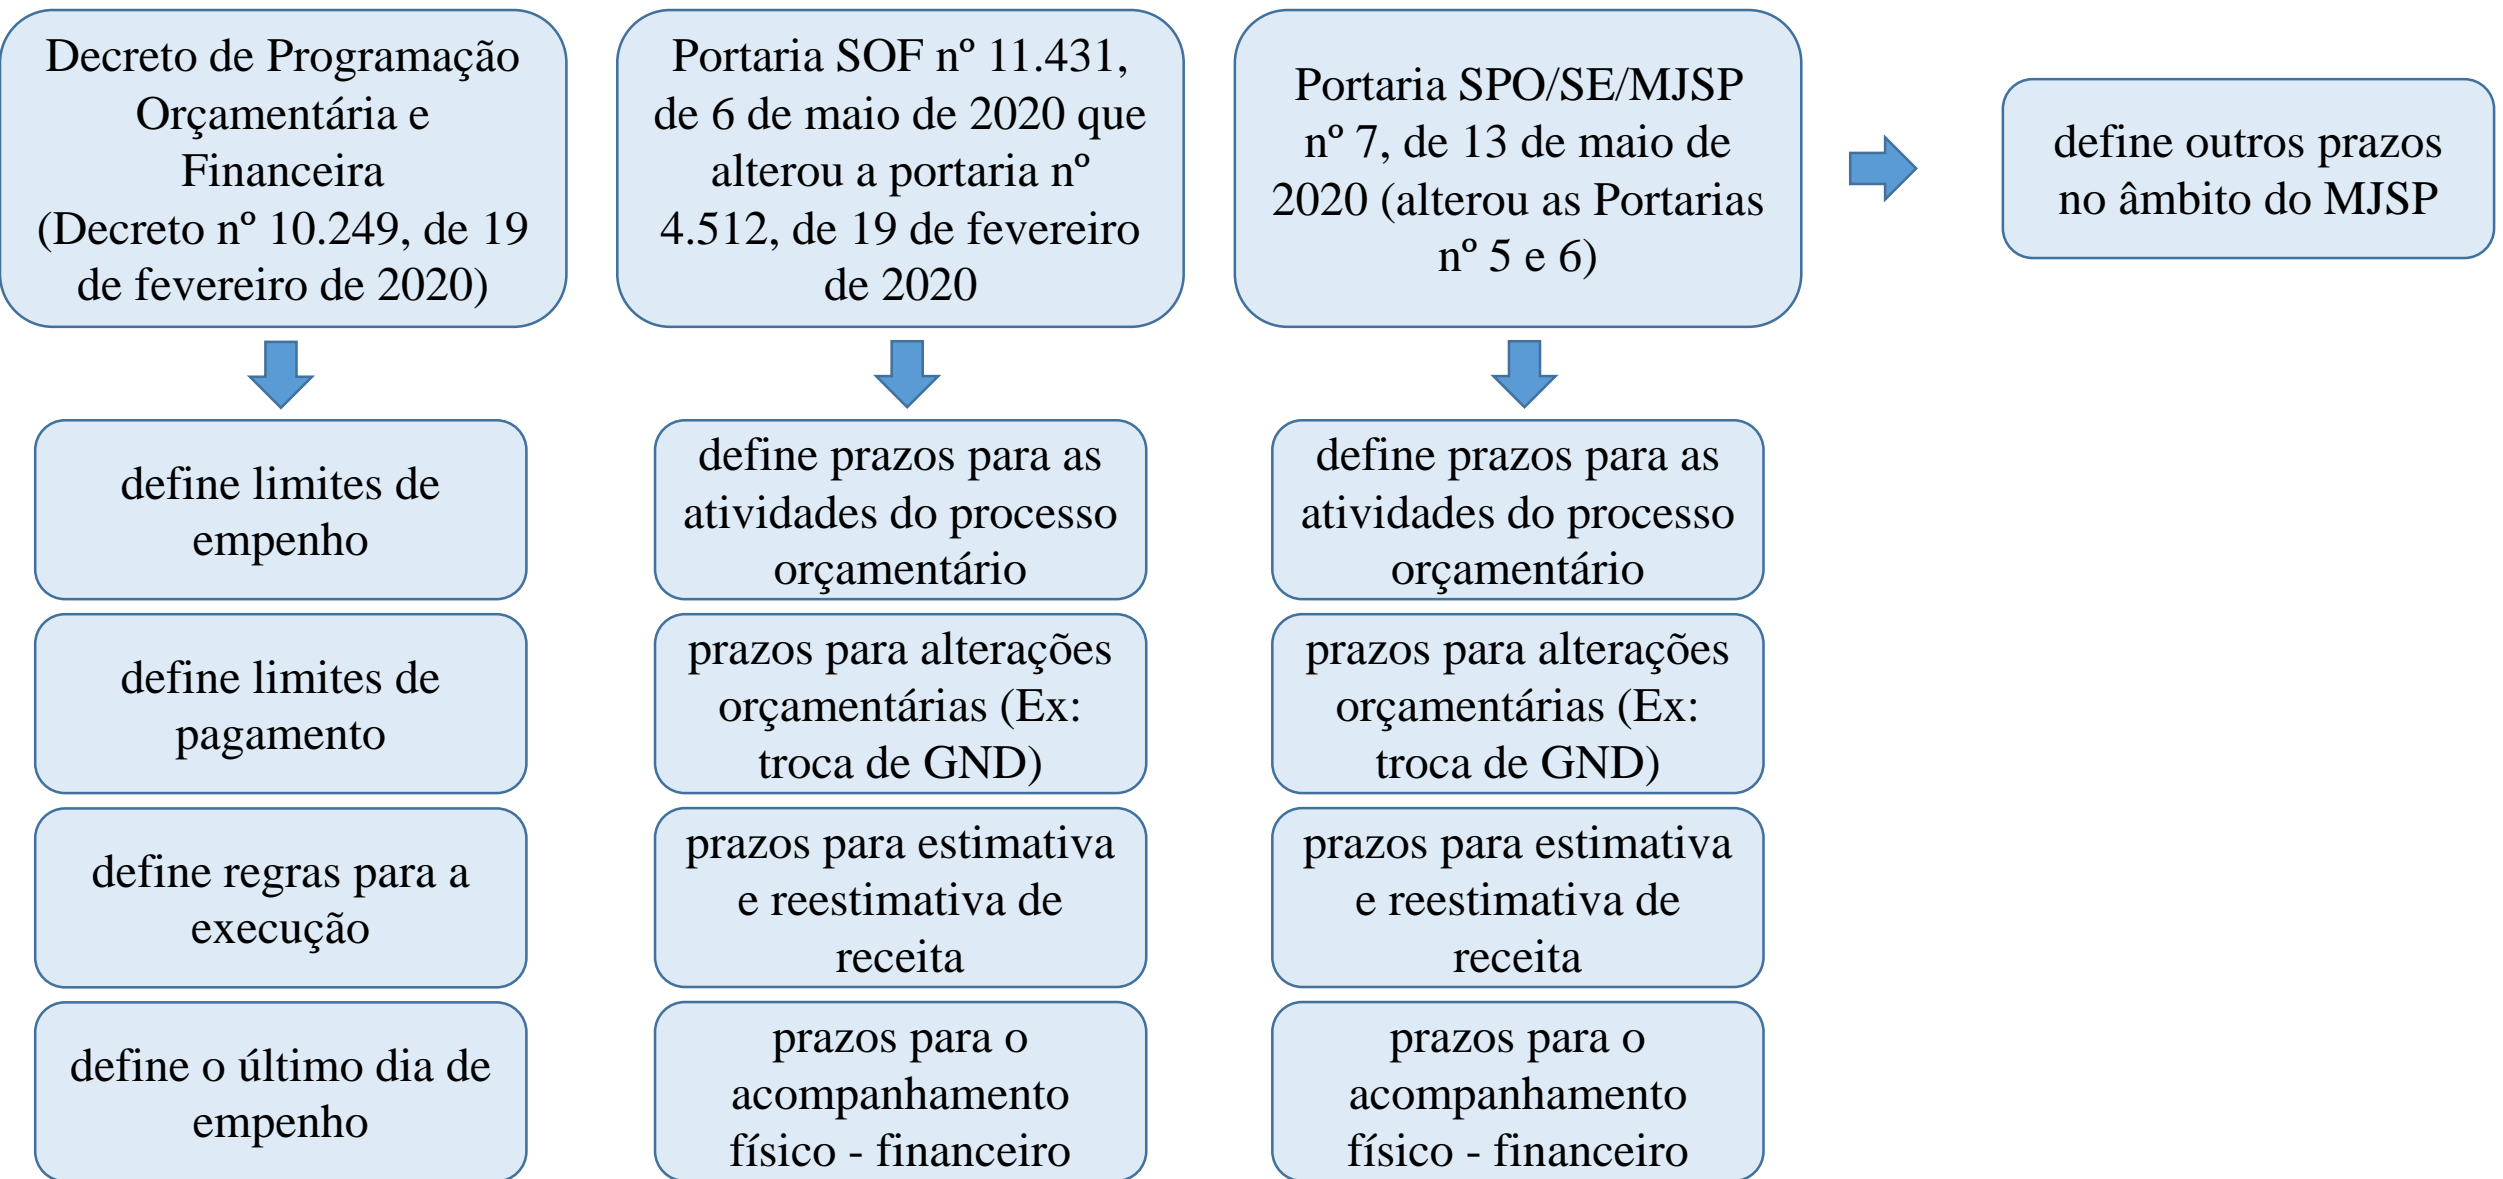 Decreto de Programação
Orçamentária e
Financeira
(Decreto nº 10.249, de 19
de fevereiro de 2020)
define limites de
empenho
define limites de
pagamento
define regras para a
execução
define o último dia de
empenho
Portaria SOF nº 11.431,
de 6 de maio de 2020 que
alterou a portaria nº
4.512, de 19 de fevereiro
de 2020
define prazos para as
atividades do processo
orçamentário
prazos para alterações
orçamentárias (Ex:
troca de GND)
prazos para estimativa
e reestimativa de
receita
prazos para o
acompanhamento
físico - financeiro
Portaria SPO/SE/MJSP
nº 7, de 13 de maio de
2020 (alterou as Portarias
nº 5 e 6)
define prazos para as
atividades do processo
orçamentário
prazos para alterações
orçamentárias (Ex:
troca de GND)
prazos para estimativa
e reestimativa de
receita
prazos para o
acompanhamento
físico - financeiro
define outros prazos
no âmbito do MJSP